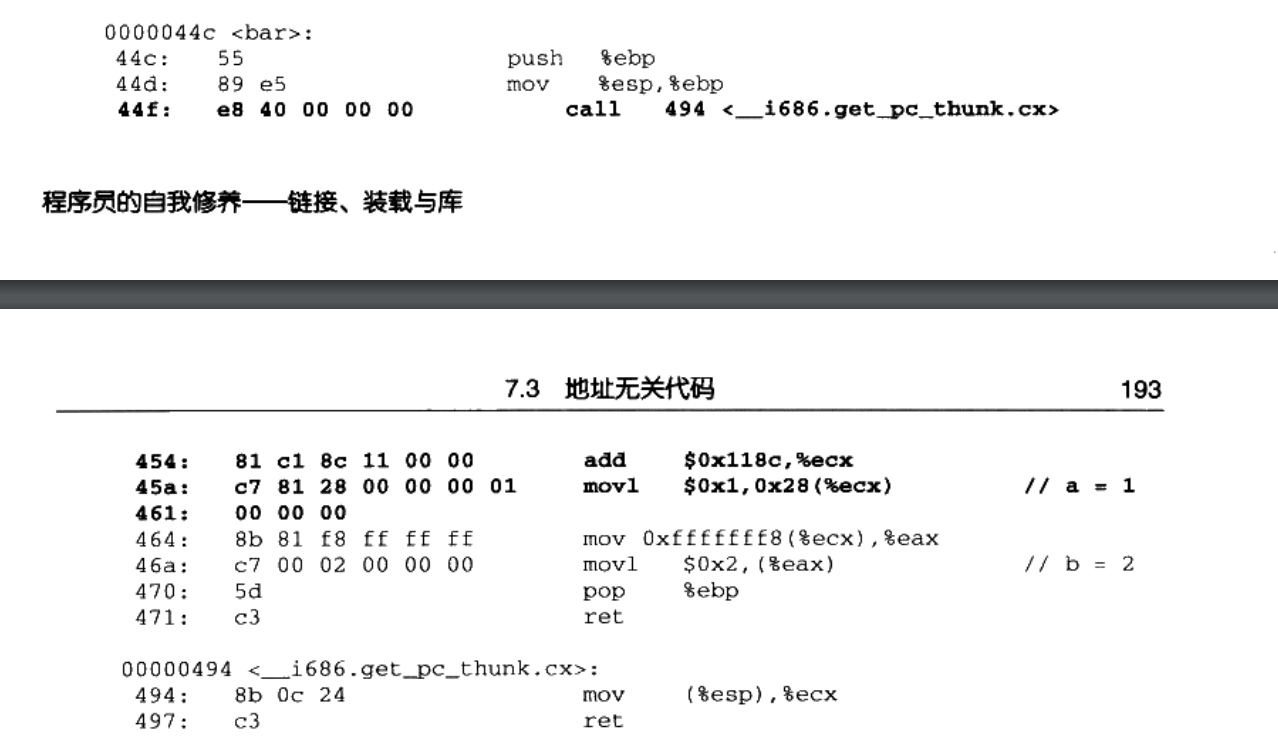 0000044c <bar>:
44c: 55 push %ebp
44d: 89 e5 mov %esp,%ebp
44f: e8 40 00 00 00 call 494 <__i686.get_pc_thunk.cx>
程序员的自我修养——链接、装载与库
7.3 地址无关代码 193
454: 81 c1 8c 11 00 00 add $0x118c,%ecx
45a: c7 81 28 00 00 00 01 movl $0x1,0x28(%ecx) // a = 1
461: 00 00 00
464: 8b 81 f8 ff ff ff mov 0xfffffff8(%ecx),%eax
46a: c7 00 02 00 00 00 movl $0x2,(%eax) // b = 2
470: 5d pop %ebp
471: c3 ret
00000494 <__i686.get_pc_thunk.cx>:
494: 8b 0c 24 mov (%esp),%ecx
497: c3 ret